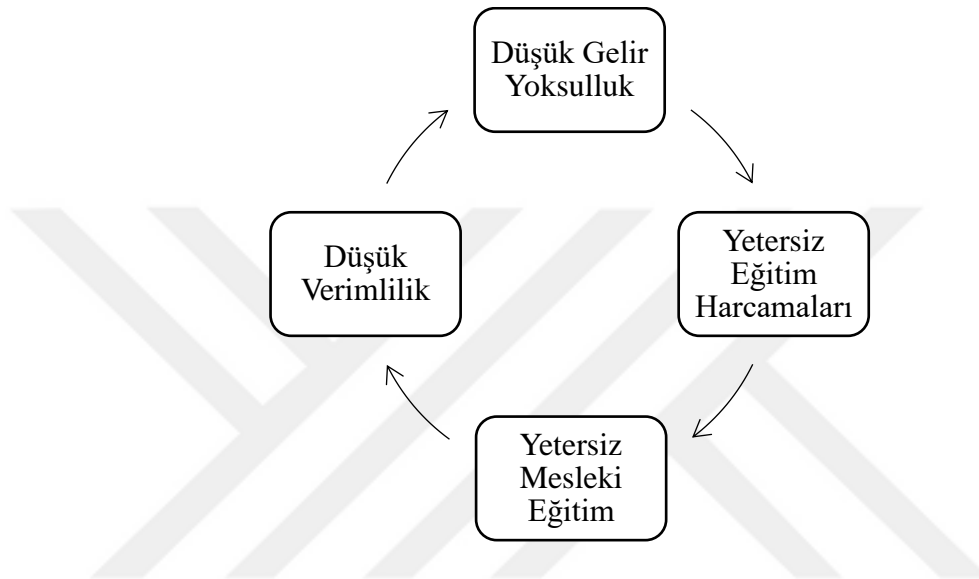 Düşük Gelir
Yoksulluk
Yetersiz
Eğitim
Harcamaları
Yetersiz
Mesleki
Eğitim
Düşük
Verimlilik